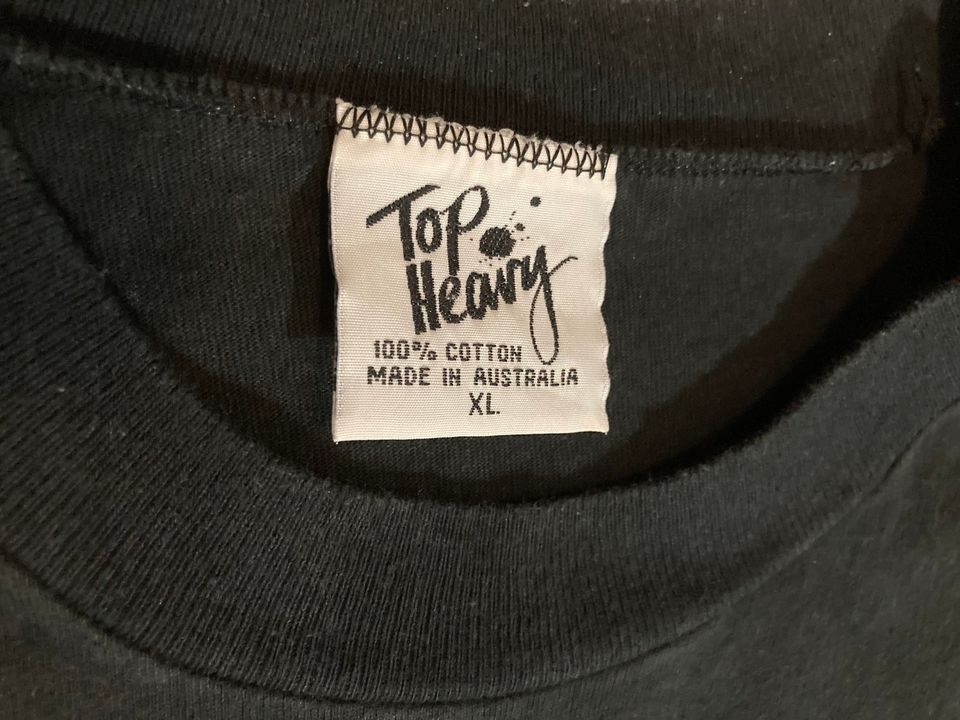 Top
Heavy
100% COTTON
MADE IN AUSTRALIA
XL.